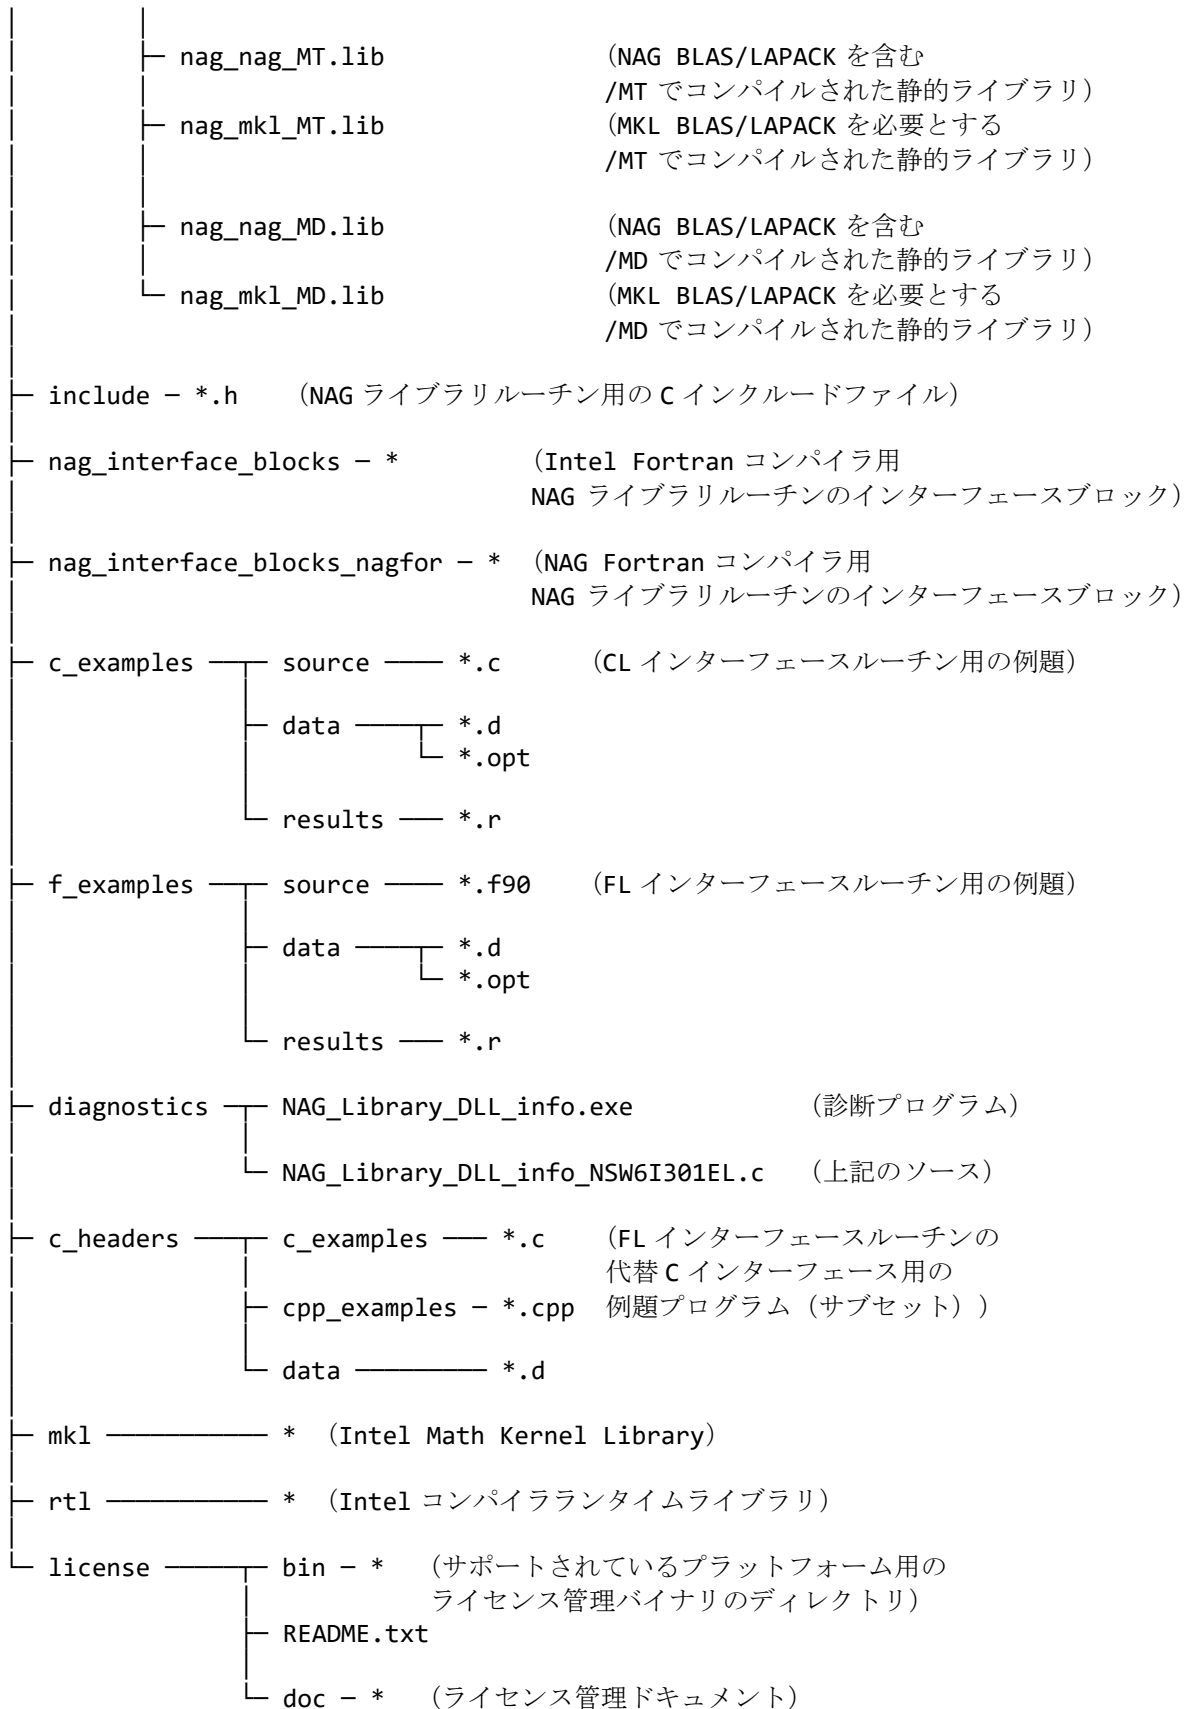 ├─ nag_nag_MT.lib （NAG BLAS/LAPACK を含む
/MT でコンパイルされた静的ライブラリ）
├─ nag_mkl_MT.lib （MKL BLAS/LAPACK を必要とする
/MT でコンパイルされた静的ライブラリ）
├─ nag_nag_MD.lib （NAG BLAS/LAPACK を含む
/MD でコンパイルされた静的ライブラリ）
└─ nag_mkl_MD.lib （MKL BLAS/LAPACK を必要とする
/MD でコンパイルされた静的ライブラリ）
├─ include ─ *.h （NAG ライブラリルーチン用の C インクルードファイル）
├─ nag_interface_blocks ─ * （Intel Fortran コンパイラ用
NAG ライブラリルーチンのインターフェースブロック）
├─ nag_interface_blocks_nagfor ─ * （NAG Fortran コンパイラ用
NAG ライブラリルーチンのインターフェースブロック）
├─ c_examples ──┬─ source ──── *.c （CL インターフェースルーチン用の例題）
├─ data ────┬─ *.d
└─ *.opt
└─ results ─── *.r
├─ f_examples ──┬─ source ──── *.f90 （FL インターフェースルーチン用の例題）
├─ data ────┬─ *.d
└─ *.opt
└─ results ─── *.r
├─ diagnostics ─┬─ NAG_Library_DLL_info.exe （診断プログラム）
└─ NAG_Library_DLL_info_NSW6I301EL.c （上記のソース）
├─ c_headers ───┬─ c_examples ─── *.c （FL インターフェースルーチンの
代替 C インターフェース用の
├─ cpp_examples ─ *.cpp 例題プログラム（サブセット））
└─ data ───────── *.d
├─ mkl ─────────── * （Intel Math Kernel Library）
├─ rtl ─────────── * （Intel コンパイラランタイムライブラリ）
└─ license ─────┬─ bin ─ * （サポートされているプラットフォーム用の
ライセンス管理バイナリのディレクトリ）
├─ README.txt
└─ doc ─ * （ライセンス管理ドキュメント）